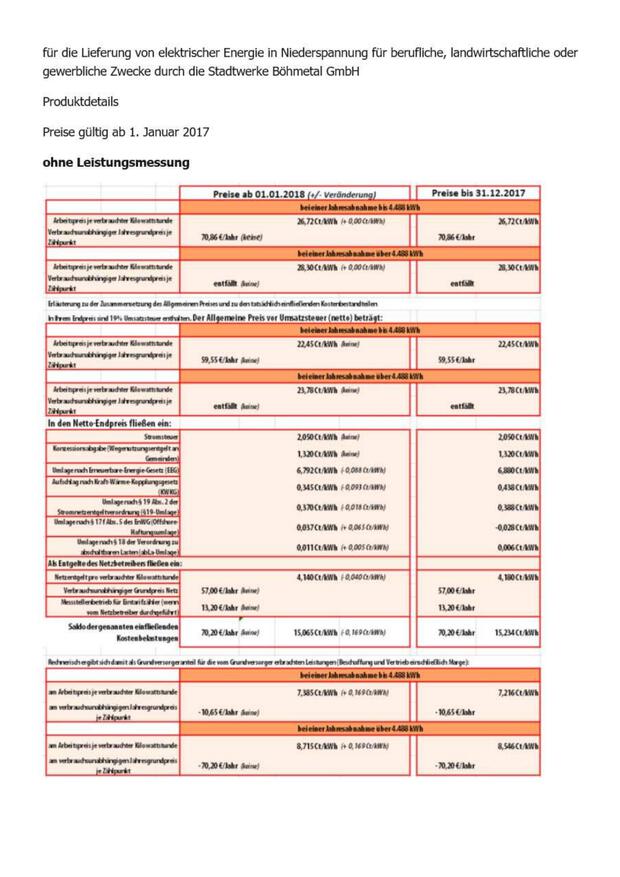 für die Lieferung von elektrischer Energie in Niederspannung für berufliche, landwirtschaftliche oder
gewerbliche Zwecke durch die Stadtwerke Böhmetal GmbH
Produktdetails
Preise gültig ab 1. Januar 2017
ohne Leistungsmessung
Preise ab 01.01.2018 (+/- Veränderung) Preise bis 31.12.2017
bei einer Jahresabnahme bis 4.488 kWh
Arbeitspreis je verbrauchter Kilowattstunde 26,72 Ct/kWh (+ 0,00 Ct/kWh) 26,72 Ct/kWh
Verbrauchsunabhängiger Jahresgrundpreis je
Zählpunkt 70,86 €/Jahr (keine) 70,86 €/Jahr
bei einer Jahresabnahme über 4.488 kWh
Arbeitspreis je verbrauchter Kilowattstunde 28,30 Ct/kWh (+ 0,00 Ct/kWh) 28,30 Ct/kWh
Verbrauchsunabhängiger Jahresgrundpreis je
Zählpunkt entfällt (keine) entfällt
Erläuterung zu der Zusammensetzung des Allgemeinen Preises und zu den tatsächlich einfließenden Kostenbestandteilen
In Ihrem Endpreis sind 19% Umsatzsteuer enthalten. Der Allgemeine Preis vor Umsatzsteuer (netto) beträgt:
bei einer Jahresabnahme bis 4.488 kWh
Arbeitspreis je verbrauchter Kilowattstunde 22,45 Ct/kWh (keine) 22,45 Ct/kWh
Verbrauchsunabhängiger Jahresgrundpreis je
Zählpunkt 59,55 €/Jahr (keine) 59,55 €/Jahr
bei einer Jahresabnahme über 4.488 kWh
Arbeitspreis je verbrauchter Kilowattstunde 23,78 Ct/kWh (keine) 23,78 Ct/kWh
Verbrauchsunabhängiger Jahresgrundpreis je
Zählpunkt entfällt (keine) entfällt
In den Netto-Endpreis fließen ein:
Stromsteuer 2,050 Ct/kWh (keine) 2,050 Ct/kWh
Konzessionsabgabe (Wegenutzungsentgelt an
Gemeinden) 1,320 Ct/kWh (keine) 1,320 Ct/kWh
Umlage nach Erneuerbare-Energie-Gesetz (EEG) 6,792 Ct/kWh (-0,088 Ct/kWh) 6,880 Ct/kWh
Aufschlag nach Kraft-Wärme-Kopplungsgesetz
(KWKG) 0,345 Ct/kWh (-0,093 Ct/kWh) 0,438 Ct/kWh
Umlage nach § 19 Abs. 2 der
Stromnetzentgeltverordnung (§19-Umlage) 0,370 Ct/kWh (-0,018 Ct/kWh) 0,388 Ct/kWh
Umlage nach § 17 f Abs. 5 des EnWG (Offshore-
Haftungsumlage) 0,037 Ct/kWh (+ 0,065 Ct/kWh) -0,028 Ct/kWh
Umlage nach § 18 der Verordnung zu
abschaltbaren Lasten (abLa-Umlage) 0,011 Ct/kWh (+ 0,005 Ct/kWh) 0,006 Ct/kWh
Als Entgelte des Netzbetreibers fließen ein:
Netzentgelt pro verbrauchter Kilowattstunde 4,140 Ct/kWh (-0,040 Ct/kWh) 4,180 Ct/kWh
Verbrauchsunabhängiger Grundpreis Netz 57,00 €/Jahr (keine) 57,00 €/Jahr
Messstellenbetrieb für Eintarifzähler (wenn
vom Netzbetreiber durchgeführt) 13,20 €/Jahr (keine) 13,20 €/Jahr
Saldo der genannten einfließenden
Kostenbelastungen 70,20 €/Jahr (keine) 15,065 Ct/kWh (-0,169 Ct/kWh) 70,20 €/Jahr 15,234 Ct/kWh
Rechnerisch ergibt sich damit als Grundversorgeranteil für die vom Grundversorger erbrachten Leistungen (Beschaffung und Vertrieb einschließlich Marge):
bei einer Jahresabnahme bis 4.488 kWh
am Arbeitspreis je verbrauchter Kilowattstunde 7,385 Ct/kWh (+ 0,169 Ct/kWh) 7,216 Ct/kWh
am verbrauchsunabhängigen Jahresgrundpreis
je Zählpunkt -10,65 €/Jahr (keine) -10,65 €/Jahr
bei einer Jahresabnahme über 4.488 kWh
am Arbeitspreis je verbrauchter Kilowattstunde 8,715 Ct/kWh (+ 0,169 Ct/kWh) 8,546 Ct/kWh
am verbrauchsunabhängigen Jahresgrundpreis
je Zählpunkt -70,20 €/Jahr (keine) -70,20 €/Jahr